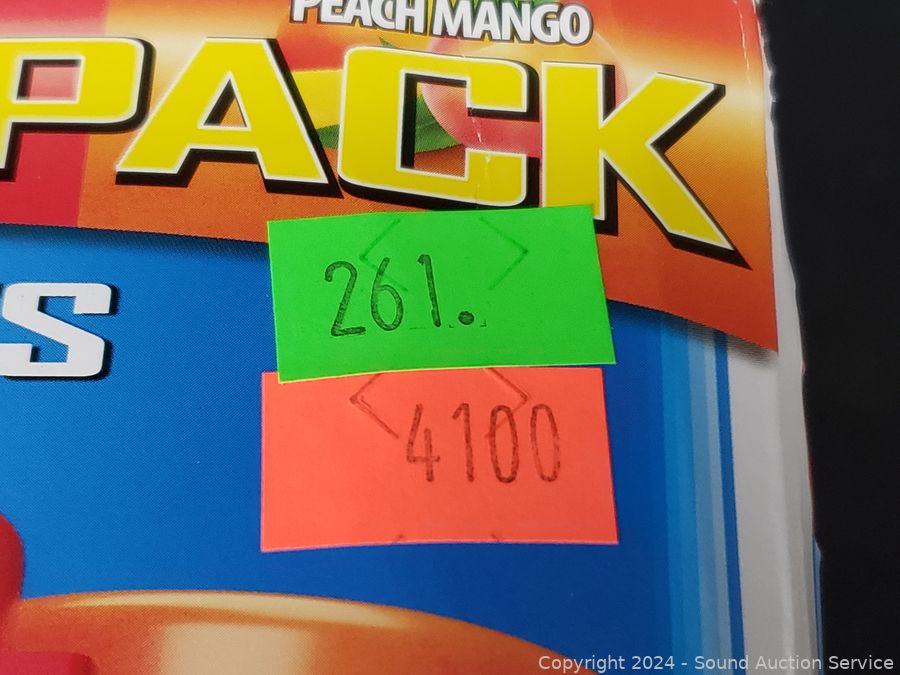 PEACH MANGO
PACK
S
261.
4100
Copyright 2024 - Sound Auction Service